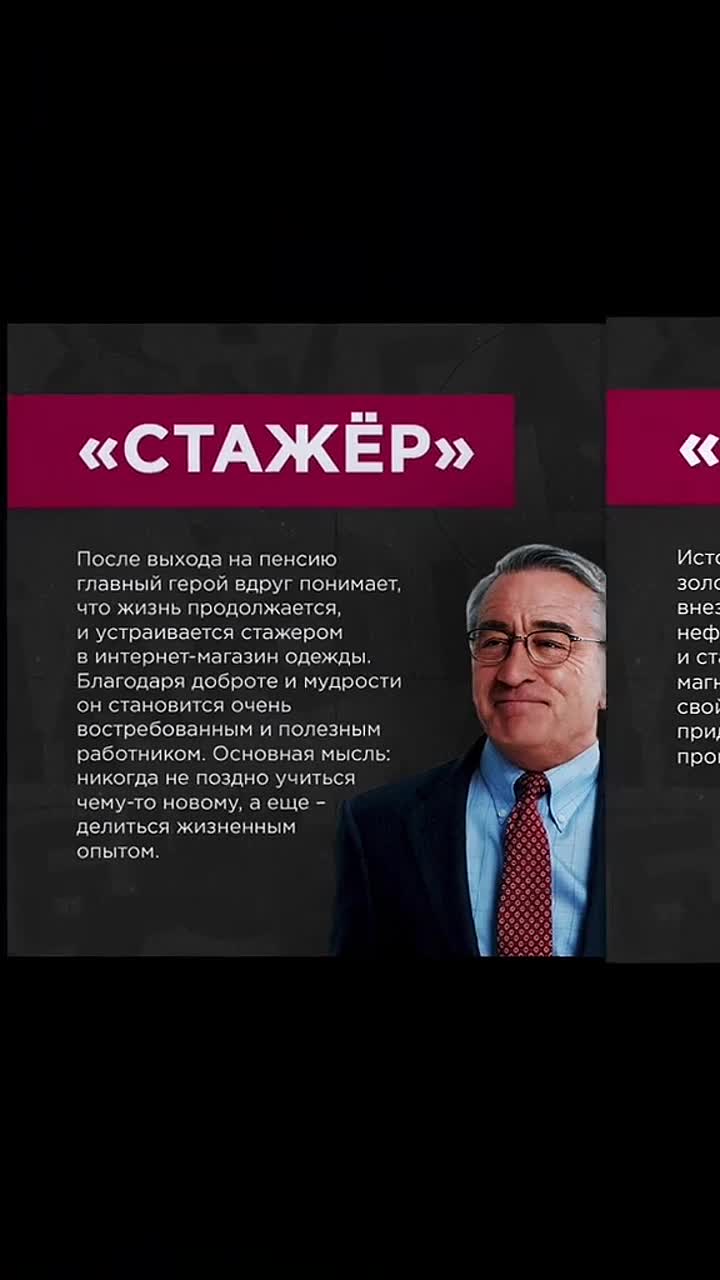 «СТАЖЁР»
После выхода на пенсию
главный герой вдруг понимает,
что жизнь продолжается,
и устраивается стажером
в интернет-магазин одежды.
Благодаря доброте и мудрости
он становится очень
востребованным и полезным
работником. Основная мысль:
никогда не поздно учиться
чему-то новому, а еще –
делиться жизненным
опытом.
«
и